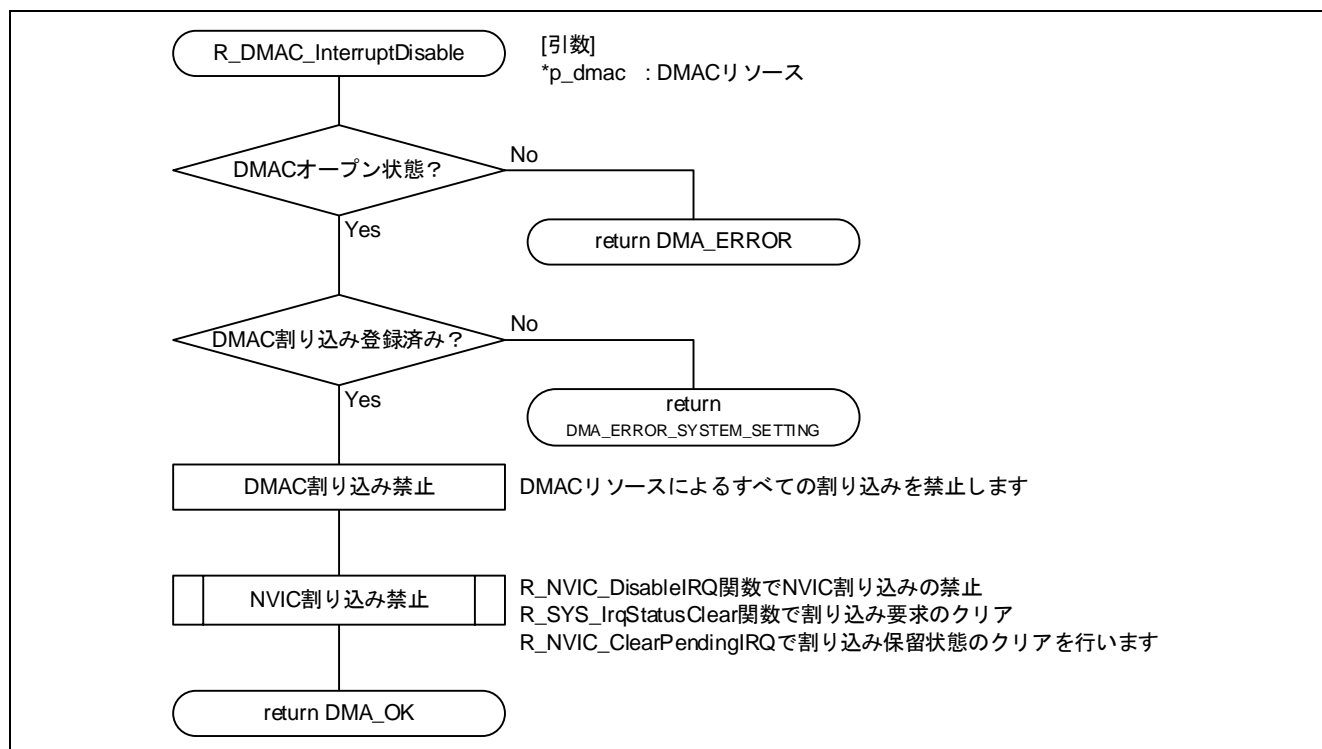 R_DMAC_InterruptDisable
[引数]
*p_dmac : DMACリソース
DMACオープン状態？
No
return DMA_ERROR
Yes
DMAC割り込み登録済み？
No
return
DMA_ERROR_SYSTEM_SETTING
Yes
DMAC割り込み禁止
DMACリソースによるすべての割り込みを禁止します
NVIC割り込み禁止
R_NVIC_DisableIRQ関数でNVIC割り込みの禁止
R_SYS_IrqStatusClear関数で割り込み要求のクリア
R_NVIC_ClearPendingIRQで割り込み保留状態のクリアを行います
return DMA_OK